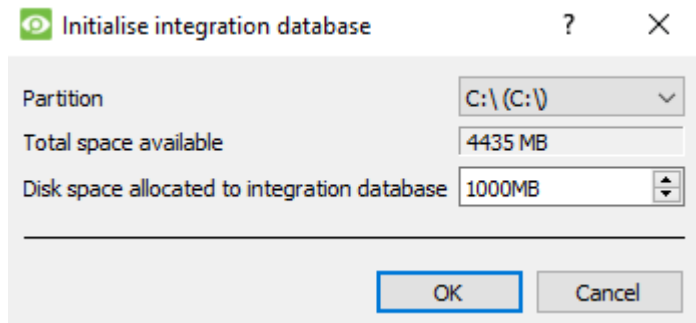 Initialise integration database ? ×
Partition C:\ (C:\)
Total space available 4435 MB
Disk space allocated to integration database 1000MB
OK Cancel